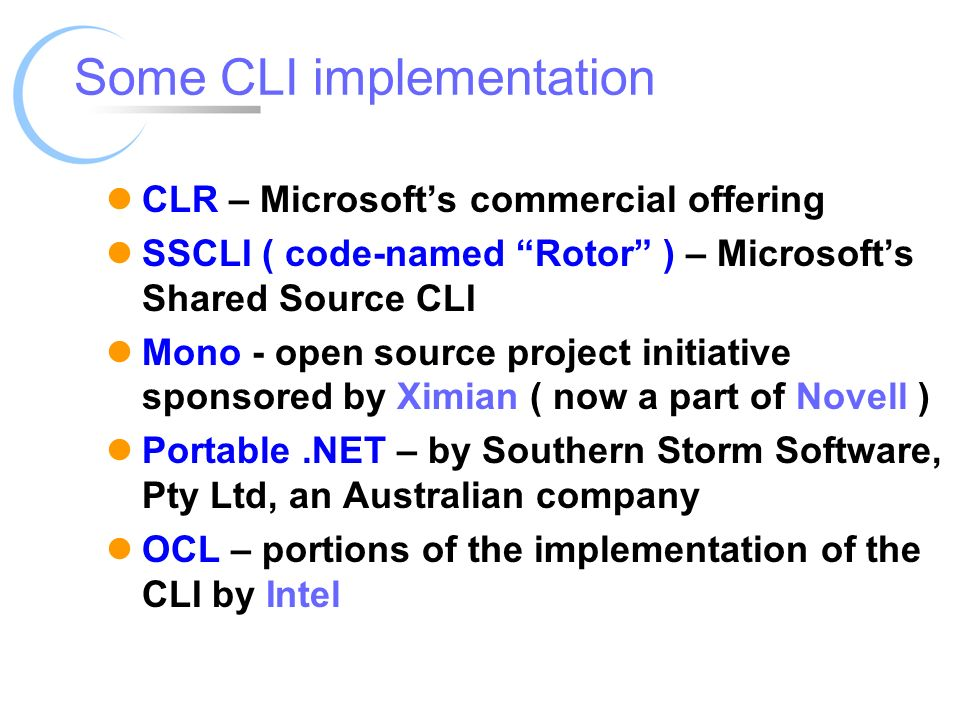 Some CLI implementation
CLR – Microsoft’s commercial offering
SSCLI ( code-named “Rotor” ) – Microsoft’s
Shared Source CLI
Mono - open source project initiative
sponsored by Ximian ( now a part of Novell )
Portable .NET – by Southern Storm Software,
Pty Ltd, an Australian company
OCL – portions of the implementation of the
CLI by Intel